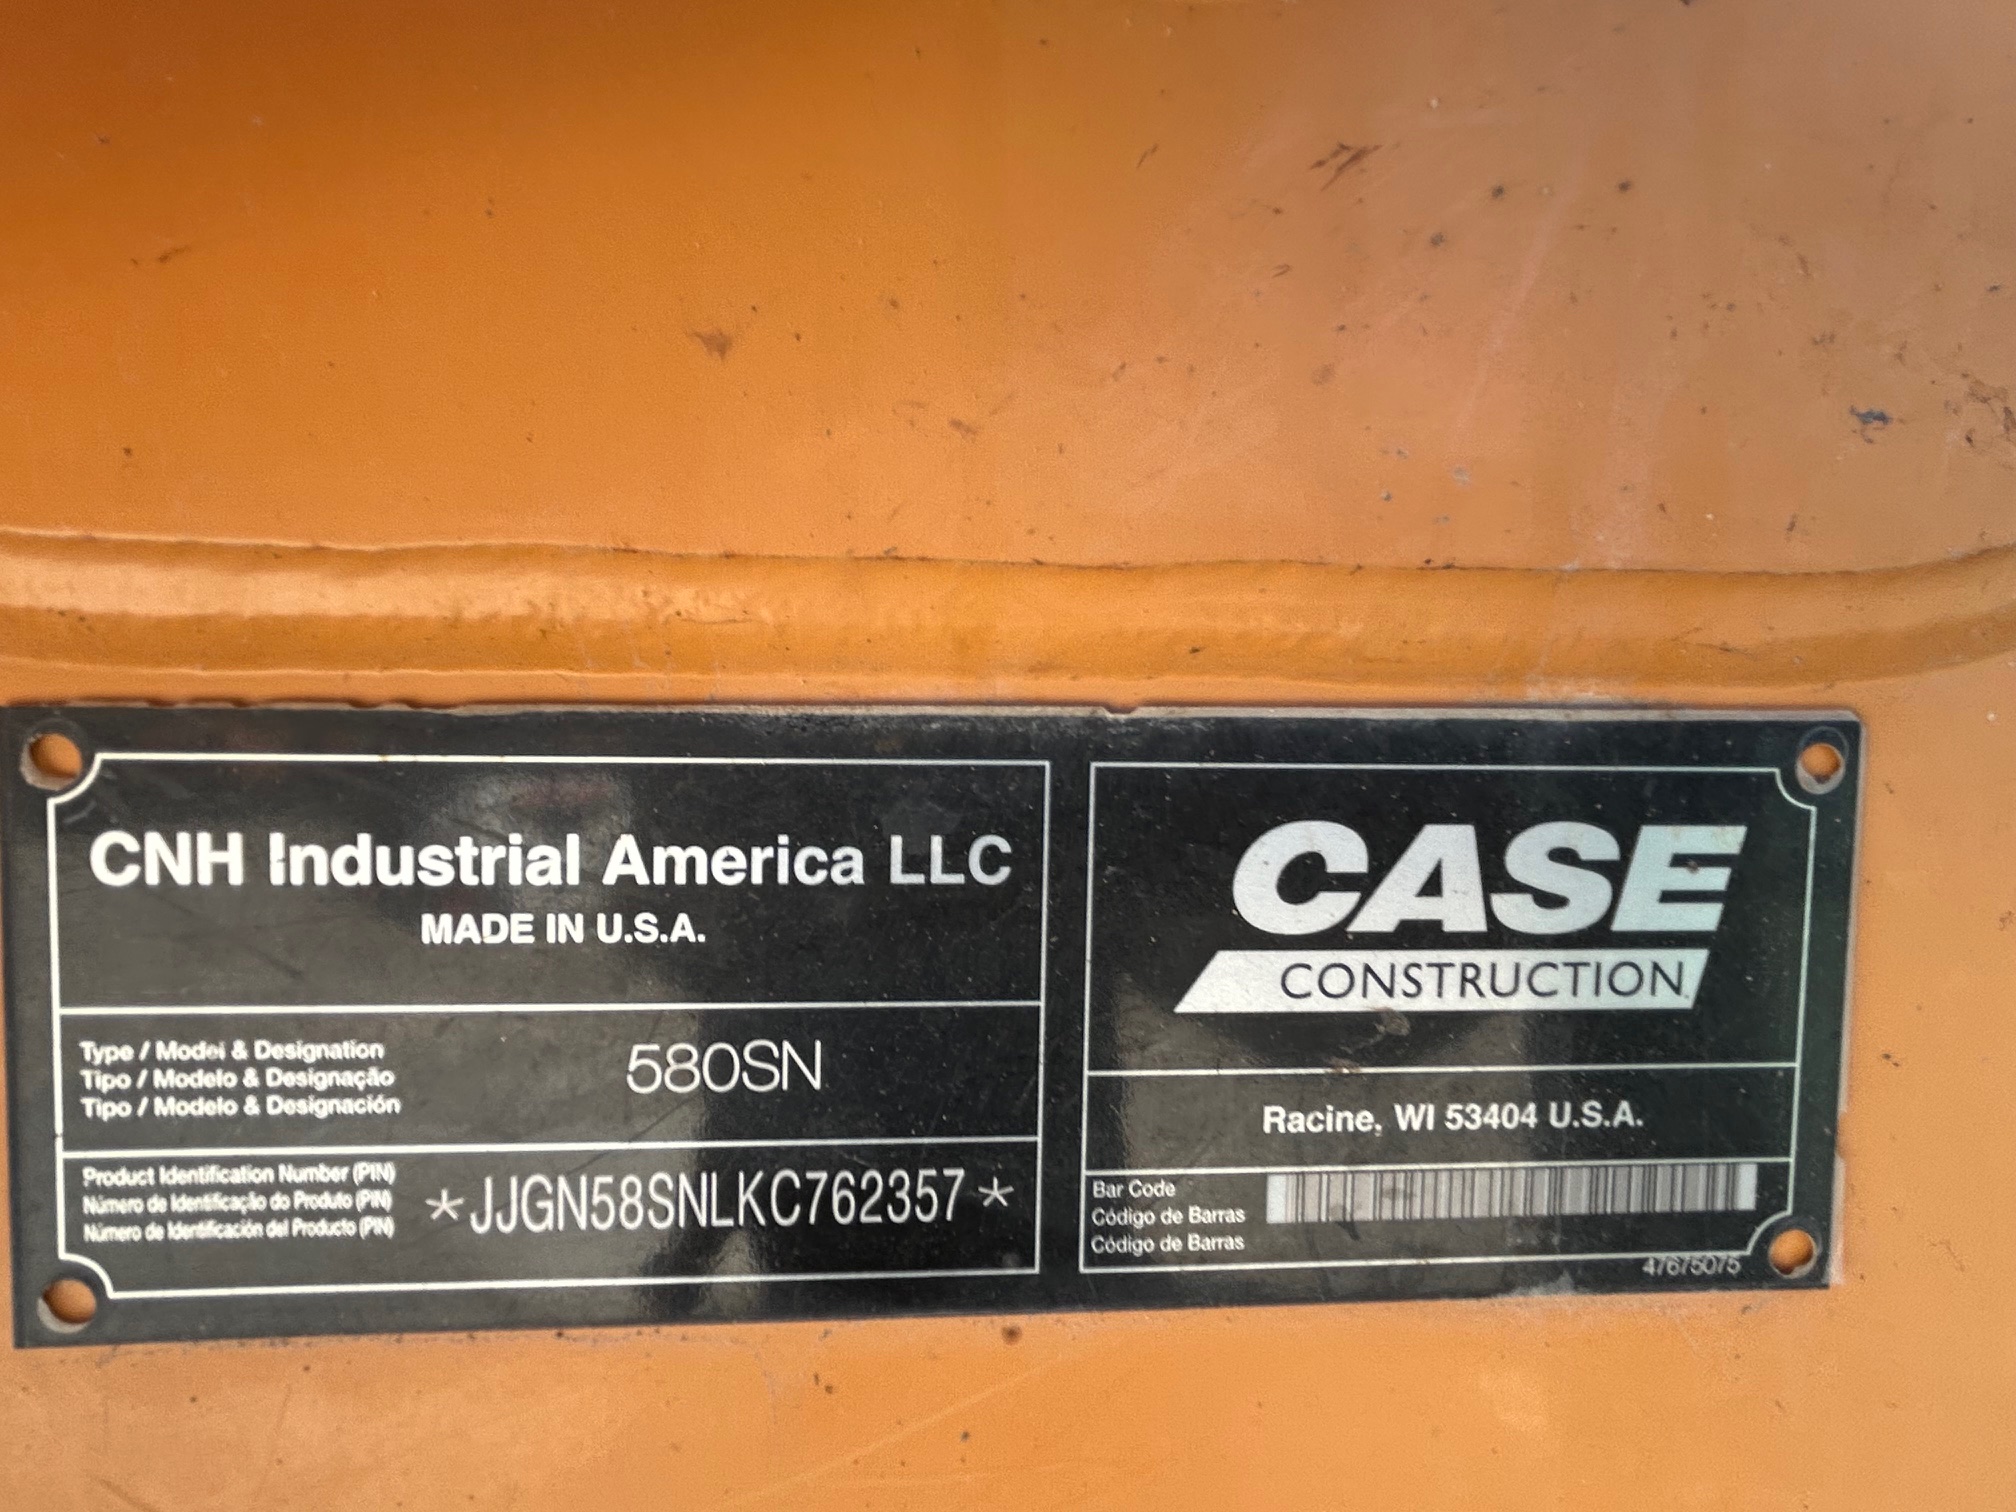 CNH Industrial America LLC
MADE IN U.S.A.
Type / Model & Designation
Tipo / Modelo & Designação
Tipo / Modelo & Designación
580SN
Product Identification Number (PIN)
Número de Identificação do Produto (PIN)
Número de Identificación del Producto (PIN)
*JJGN58SNLKC762357*
CASE
CONSTRUCTION
Racine, WI 53404 U.S.A.
Bar Code
Código de Barras
Código de Barras
47675075